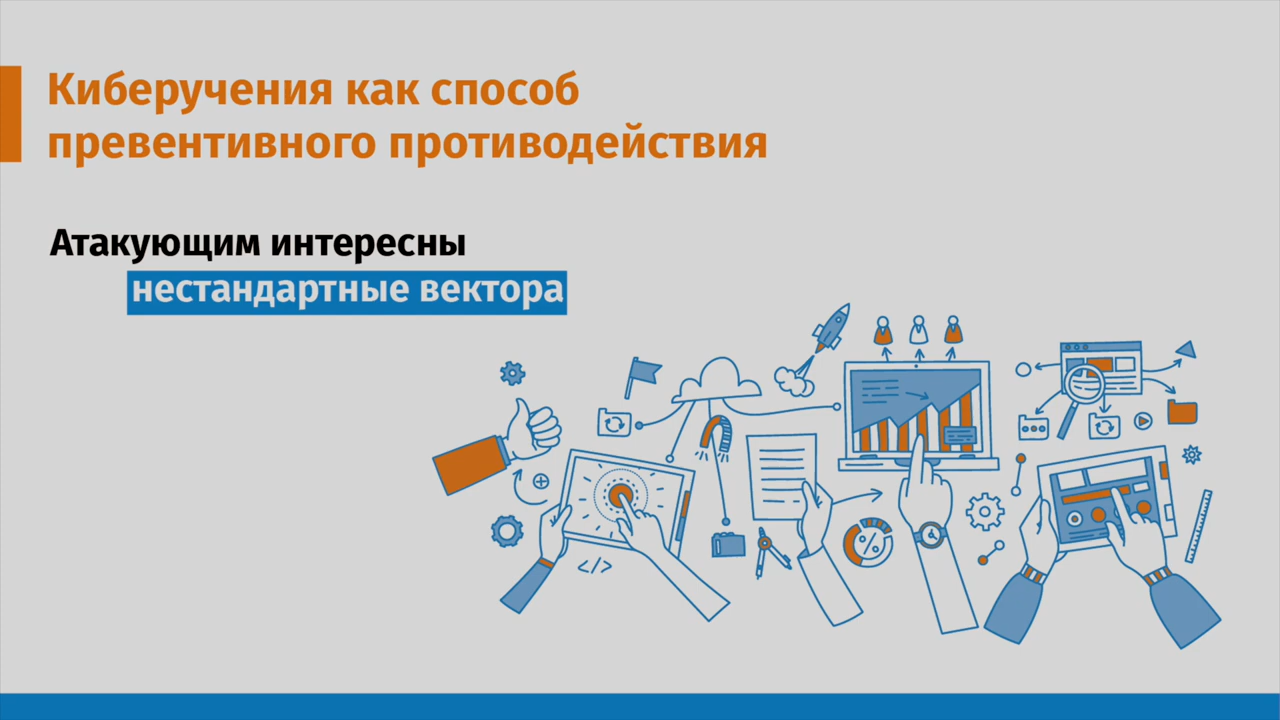 Киберучения как способ
превентивного противодействия
Атакующим интересны
нестандартные вектора
</>
%